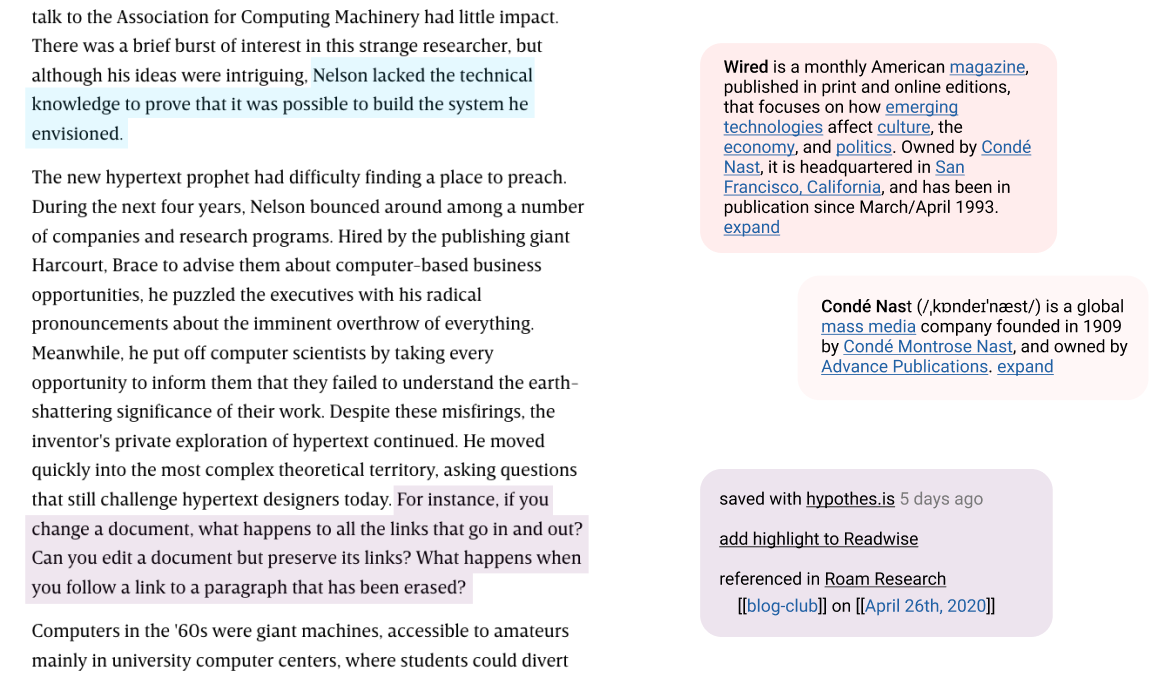 talk to the Association for Computing Machinery had little impact.
There was a brief burst of interest in this strange researcher, but
although his ideas were intriguing, Nelson lacked the technical
knowledge to prove that it was possible to build the system he
envisioned.
The new hypertext prophet had difficulty finding a place to preach.
During the next four years, Nelson bounced around among a number
of companies and research programs. Hired by the publishing giant
Harcourt, Brace to advise them about computer-based business
opportunities, he puzzled the executives with his radical
pronouncements about the imminent overthrow of everything.
Meanwhile, he put off computer scientists by taking every
opportunity to inform them that they failed to understand the earth-
shattering significance of their work. Despite these misfirings, the
inventor's private exploration of hypertext continued. He moved
quickly into the most complex theoretical territory, asking questions
that still challenge hypertext designers today. For instance, if you
change a document, what happens to all the links that go in and out?
Can you edit a document but preserve its links? What happens when
you follow a link to a paragraph that has been erased?
Computers in the '60s were giant machines, accessible to amateurs
mainly in university computer centers, where students could divert
Wired is a monthly American magazine,
published in print and online editions,
that focuses on how emerging
technologies affect culture, the
economy, and politics. Owned by Condé
Nast, it is headquartered in San
Francisco, California, and has been in
publication since March/April 1993.
expand
Condé Nast (/ˌkɒndeɪˈnæst/) is a global
mass media company founded in 1909
by Condé Montrose Nast, and owned by
Advance Publications. expand
saved with hypothes.is 5 days ago
add highlight to Readwise
referenced in Roam Research
[[blog-club]] on [[April 26th, 2020]]